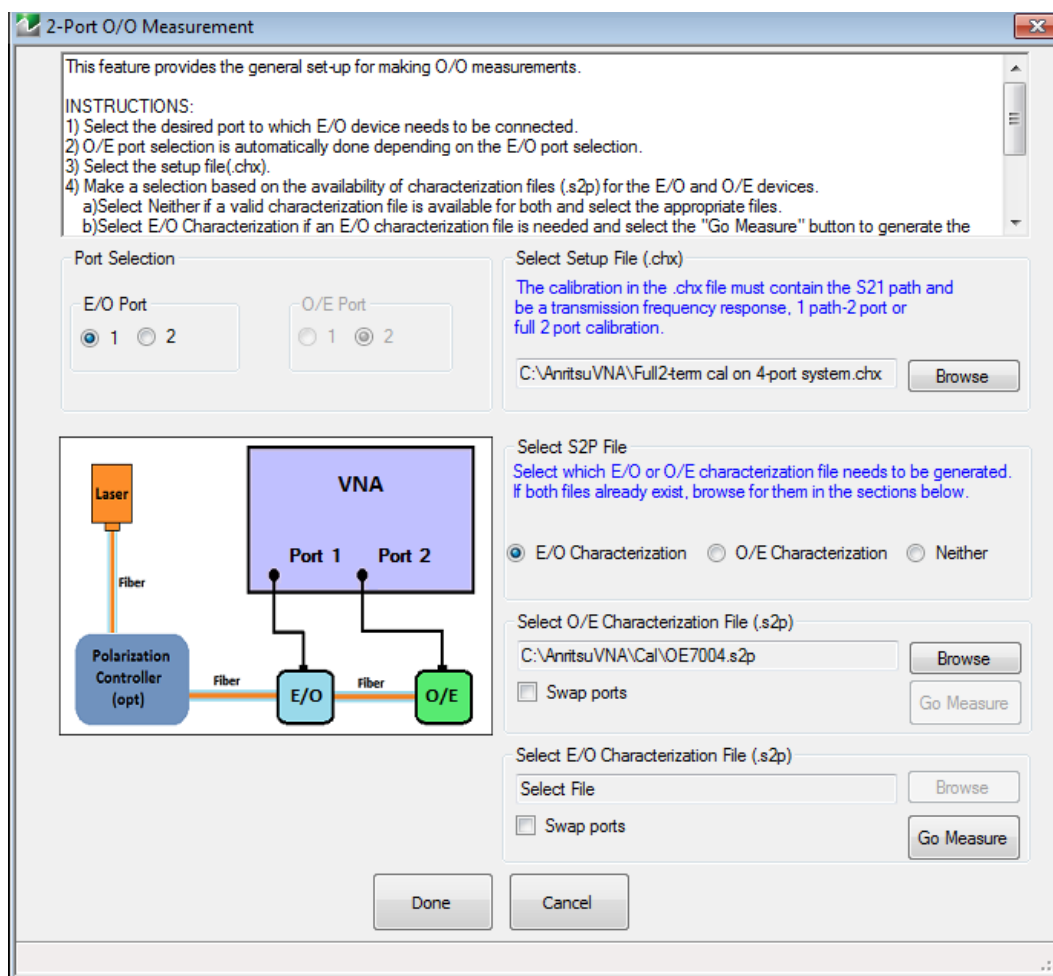 2-Port O/O Measurement
This feature provides the general set-up for making O/O measurements.
INSTRUCTIONS:
1) Select the desired port to which E/O device needs to be connected.
2) O/E port selection is automatically done depending on the E/O port selection.
3) Select the setup file(.chx).
4) Make a selection based on the availability of characterization files (.s2p) for the E/O and O/E devices.
a)Select Neither if a valid characterization file is available for both and select the appropriate files.
b)Select E/O Characterization if an E/O characterization file is needed and select the "Go Measure" button to generate the
Port Selection
E/O Port
1 2
O/E Port
1 2
Select Setup File (.chx)
The calibration in the .chx file must contain the S21 path and
be a transmission frequency response, 1 path-2 port or
full 2 port calibration.
C:\AnritsuVNA\Full2-term cal on 4-port system.chx
Browse
Laser
Fiber
Polarization
Controller
(opt)
Fiber
VNA
Port 1 Port 2
E/O
Fiber
O/E
Select S2P File
Select which E/O or O/E characterization file needs to be generated.
If both files already exist, browse for them in the sections below.
E/O Characterization O/E Characterization Neither
Select O/E Characterization File (.s2p)
C:\AnritsuVNA\Cal\OE7004.s2p
Browse
Swap ports
Go Measure
Select E/O Characterization File (.s2p)
Select File
Browse
Swap ports
Go Measure
Done
Cancel